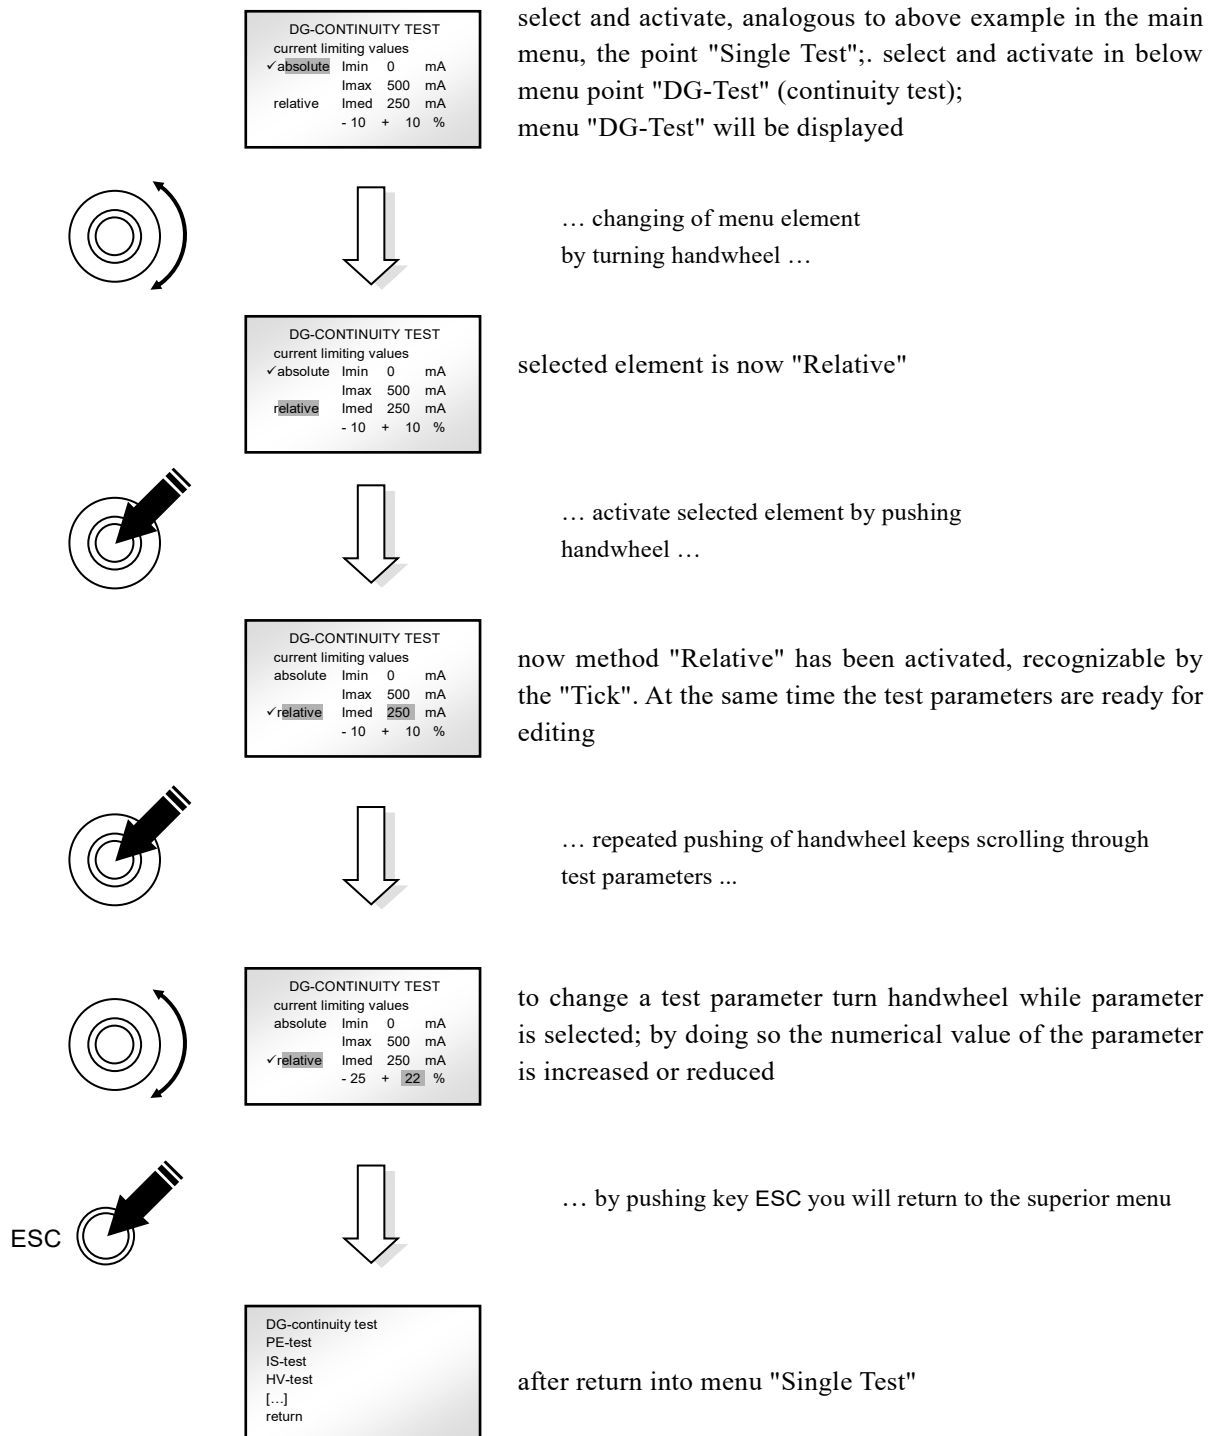 DG-CONTINUITY TEST
current limiting values
✓absolute Imin 0 mA
Imax 500 mA
relative Imed 250 mA
- 10 + 10 %
select and activate, analogous to above example in the main
menu, the point "Single Test";. select and activate in below
menu point "DG-Test" (continuity test);
menu "DG-Test" will be displayed
… changing of menu element
by turning handwheel …
DG-CONTINUITY TEST
current limiting values
✓absolute Imin 0 mA
Imax 500 mA
relative Imed 250 mA
- 10 + 10 %
selected element is now "Relative"
… activate selected element by pushing
handwheel …
DG-CONTINUITY TEST
current limiting values
absolute Imin 0 mA
Imax 500 mA
✓relative Imed 250 mA
- 10 + 10 %
now method "Relative" has been activated, recognizable by
the "Tick". At the same time the test parameters are ready for
editing
… repeated pushing of handwheel keeps scrolling through
test parameters ...
DG-CONTINUITY TEST
current limiting values
absolute Imin 0 mA
Imax 500 mA
✓relative Imed 250 mA
- 25 + 22 %
to change a test parameter turn handwheel while parameter
is selected; by doing so the numerical value of the parameter
is increased or reduced
ESC
… by pushing key ESC you will return to the superior menu
DG-continuity test
PE-test
IS-test
HV-test
[…]
return
after return into menu "Single Test"